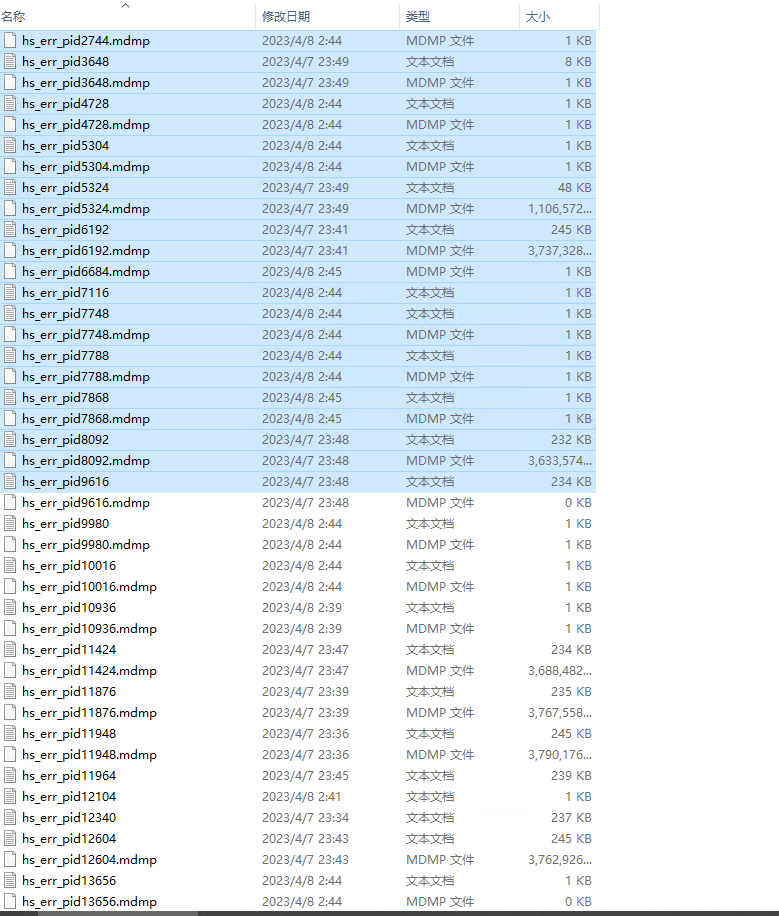 名称 修改日期 类型 大小
hs_err_pid2744.mdmp 2023/4/8 2:44 MDMP 文件 1 KB
hs_err_pid3648 2023/4/7 23:49 文本文档 8 KB
hs_err_pid3648.mdmp 2023/4/7 23:49 MDMP 文件 1 KB
hs_err_pid4728 2023/4/8 2:44 文本文档 1 KB
hs_err_pid4728.mdmp 2023/4/8 2:44 MDMP 文件 1 KB
hs_err_pid5304 2023/4/8 2:44 文本文档 1 KB
hs_err_pid5304.mdmp 2023/4/8 2:44 MDMP 文件 1 KB
hs_err_pid5324 2023/4/7 23:49 文本文档 48 KB
hs_err_pid5324.mdmp 2023/4/7 23:49 MDMP 文件 1,106,572...
hs_err_pid6192 2023/4/7 23:41 文本文档 245 KB
hs_err_pid6192.mdmp 2023/4/7 23:41 MDMP 文件 3,737,328...
hs_err_pid6684.mdmp 2023/4/8 2:45 MDMP 文件 1 KB
hs_err_pid7116 2023/4/8 2:44 文本文档 1 KB
hs_err_pid7748 2023/4/8 2:44 文本文档 1 KB
hs_err_pid7748.mdmp 2023/4/8 2:44 MDMP 文件 1 KB
hs_err_pid7788 2023/4/8 2:44 文本文档 1 KB
hs_err_pid7788.mdmp 2023/4/8 2:44 MDMP 文件 1 KB
hs_err_pid7868 2023/4/8 2:45 文本文档 1 KB
hs_err_pid7868.mdmp 2023/4/8 2:45 MDMP 文件 1 KB
hs_err_pid8092 2023/4/7 23:48 文本文档 232 KB
hs_err_pid8092.mdmp 2023/4/7 23:48 MDMP 文件 3,633,574...
hs_err_pid9616 2023/4/7 23:48 文本文档 234 KB
hs_err_pid9616.mdmp 2023/4/7 23:48 MDMP 文件 0 KB
hs_err_pid9980 2023/4/8 2:44 文本文档 1 KB
hs_err_pid9980.mdmp 2023/4/8 2:44 MDMP 文件 1 KB
hs_err_pid10016 2023/4/8 2:44 文本文档 1 KB
hs_err_pid10016.mdmp 2023/4/8 2:44 MDMP 文件 1 KB
hs_err_pid10936 2023/4/8 2:39 文本文档 1 KB
hs_err_pid10936.mdmp 2023/4/8 2:39 MDMP 文件 1 KB
hs_err_pid11424 2023/4/7 23:47 文本文档 234 KB
hs_err_pid11424.mdmp 2023/4/7 23:47 MDMP 文件 3,688,482...
hs_err_pid11876 2023/4/7 23:39 文本文档 235 KB
hs_err_pid11876.mdmp 2023/4/7 23:39 MDMP 文件 3,767,558...
hs_err_pid11948 2023/4/7 23:36 文本文档 245 KB
hs_err_pid11948.mdmp 2023/4/7 23:36 MDMP 文件 3,790,176...
hs_err_pid11964 2023/4/7 23:45 文本文档 239 KB
hs_err_pid12104 2023/4/8 2:41 文本文档 1 KB
hs_err_pid12340 2023/4/7 23:34 文本文档 237 KB
hs_err_pid12604 2023/4/7 23:43 文本文档 245 KB
hs_err_pid12604.mdmp 2023/4/7 23:43 MDMP 文件 3,762,926...
hs_err_pid13656 2023/4/8 2:44 文本文档 1 KB
hs_err_pid13656.mdmp 2023/4/8 2:44 MDMP 文件 0 KB